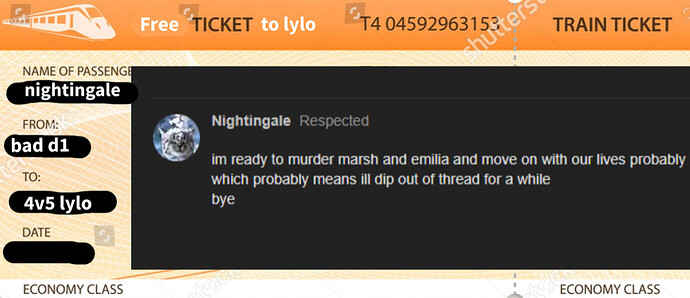 Free TICKET to lylo T4 04592963153 TRAIN TICKET
NAME OF PASSENGE
nightingale
FROM:
bad d1
TO:
4v5 lylo
DATE
Nightingale Respected
im ready to murder marsh and emilia and move on with our lives probably
which probably means ill dip out of thread for a while
bye
ECONOMY CLASS ECONOMY CLASS